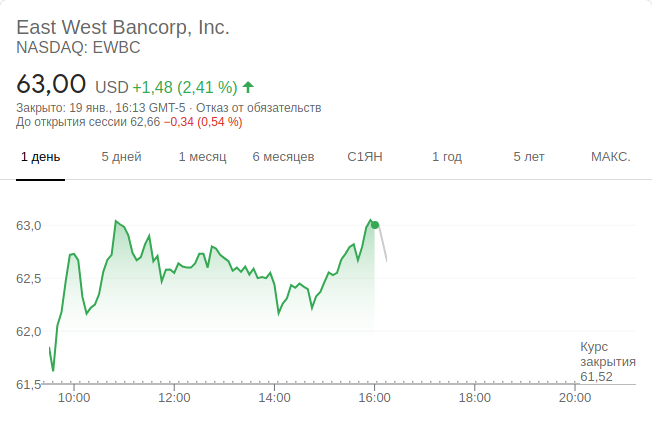 East West Bancorp, Inc.
NASDAQ: EWBC
63,00 USD +1,48 (2,41 %)
Закрыто: 19 янв., 16:13 GMT-5 · Отказ от обязательств
До открытия сессии 62,66 −0,34 (0,54 %)
1 день 5 дней 1 месяц 6 месяцев С1ЯН 1 год 5 лет МАКС.
63,0
62,5
62,0
Курс
закрытия
61,52
61,5
10:00 12:00 14:00 16:00 18:00 20:00